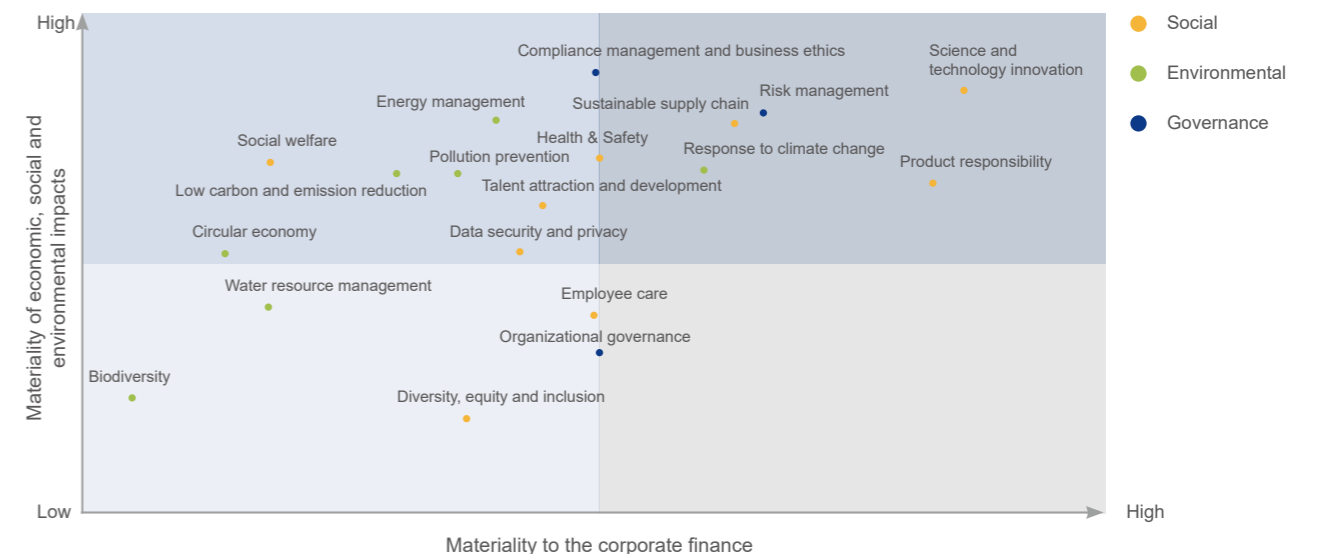 High
Compliance management and business ethics
Science and
technology innovation
Energy management
Sustainable supply chain
Risk management
Social welfare
Health & Safety
Pollution prevention
Response to climate change
Product responsibility
Low carbon and emission reduction
Talent attraction and development
Circular economy
Data security and privacy
Water resource management
Employee care
Organizational governance
Biodiversity
Diversity, equity and inclusion
Low
High
Materiality of economic, social and
environmental impacts
Materiality to the corporate finance
Social
Environmental
Governance